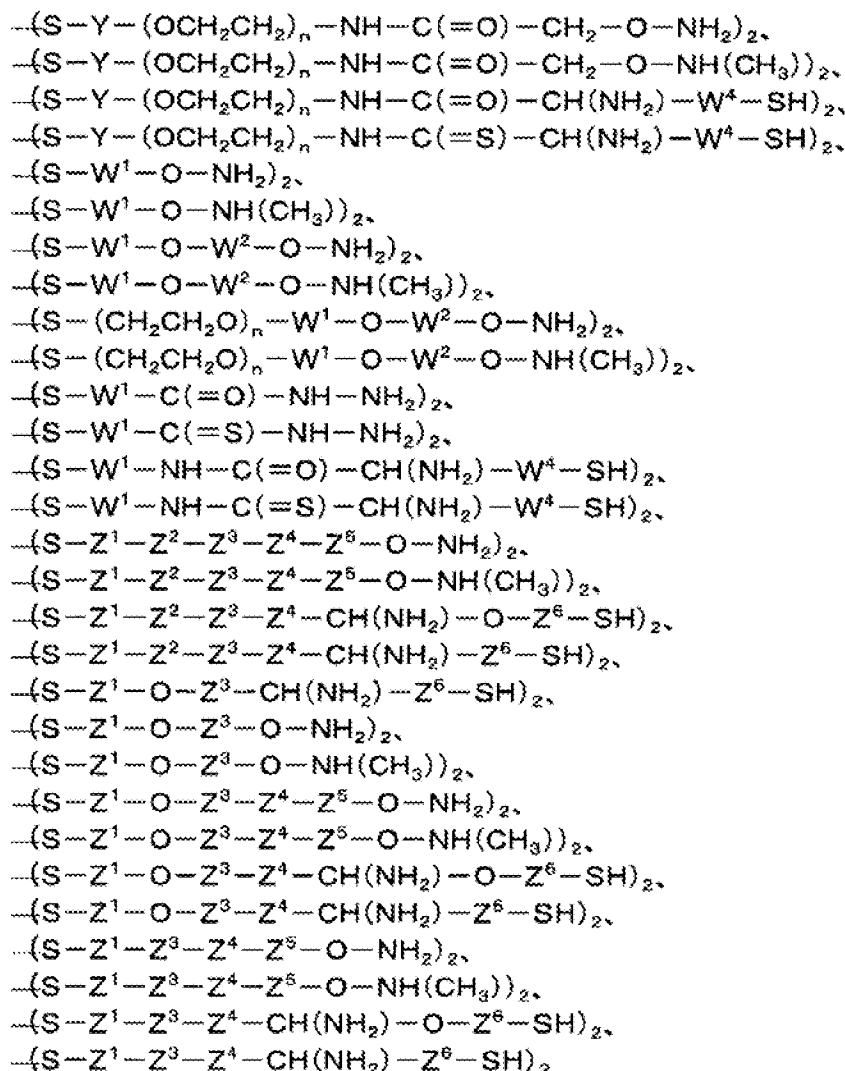 —(S—Y—(OCH₂CH₂)ₙ—NH—C(=O)—CH₂—O—NH₂)₂、
—(S—Y—(OCH₂CH₂)ₙ—NH—C(=O)—CH₂—O—NH(CH₃))₂、
—(S—Y—(OCH₂CH₂)ₙ—NH—C(=O)—CH(NH₂)—W⁴—SH)₂、
—(S—Y—(OCH₂CH₂)ₙ—NH—C(=S)—CH(NH₂)—W⁴—SH)₂、
—(S—W¹—O—NH₂)₂、
—(S—W¹—O—NH(CH₃))₂、
—(S—W¹—O—W²—O—NH₂)₂、
—(S—W¹—O—W²—O—NH(CH₃))₂、
—(S—(CH₂CH₂O)ₙ—W¹—O—W²—O—NH₂)₂、
—(S—(CH₂CH₂O)ₙ—W¹—O—W²—O—NH(CH₃))₂、
—(S—W¹—C(=O)—NH—NH₂)₂、
—(S—W¹—C(=S)—NH—NH₂)₂、
—(S—W¹—NH—C(=O)—CH(NH₂)—W⁴—SH)₂、
—(S—W¹—NH—C(=S)—CH(NH₂)—W⁴—SH)₂、
—(S—Z¹—Z²—Z³—Z⁴—Z⁵—O—NH₂)₂、
—(S—Z¹—Z²—Z³—Z⁴—Z⁵—O—NH(CH₃))₂、
—(S—Z¹—Z²—Z³—Z⁴—CH(NH₂)—O—Z⁶—SH)₂、
—(S—Z¹—Z²—Z³—Z⁴—CH(NH₂)—Z⁶—SH)₂、
—(S—Z¹—O—Z³—CH(NH₂)—Z⁶—SH)₂、
—(S—Z¹—O—Z³—O—NH₂)₂、
—(S—Z¹—O—Z³—O—NH(CH₃))₂、
—(S—Z¹—O—Z³—Z⁴—Z⁵—O—NH₂)₂、
—(S—Z¹—O—Z³—Z⁴—Z⁵—O—NH(CH₃))₂、
—(S—Z¹—O—Z³—Z⁴—CH(NH₂)—O—Z⁶—SH)₂、
—(S—Z¹—O—Z³—Z⁴—CH(NH₂)—Z⁶—SH)₂、
—(S—Z¹—Z³—Z⁴—Z⁵—O—NH₂)₂、
—(S—Z¹—Z³—Z⁴—Z⁵—O—NH(CH₃))₂、
—(S—Z¹—Z³—Z⁴—CH(NH₂)—O—Z⁶—SH)₂、
—(S—Z¹—Z³—Z⁴—CH(NH₂)—Z⁶—SH)₂